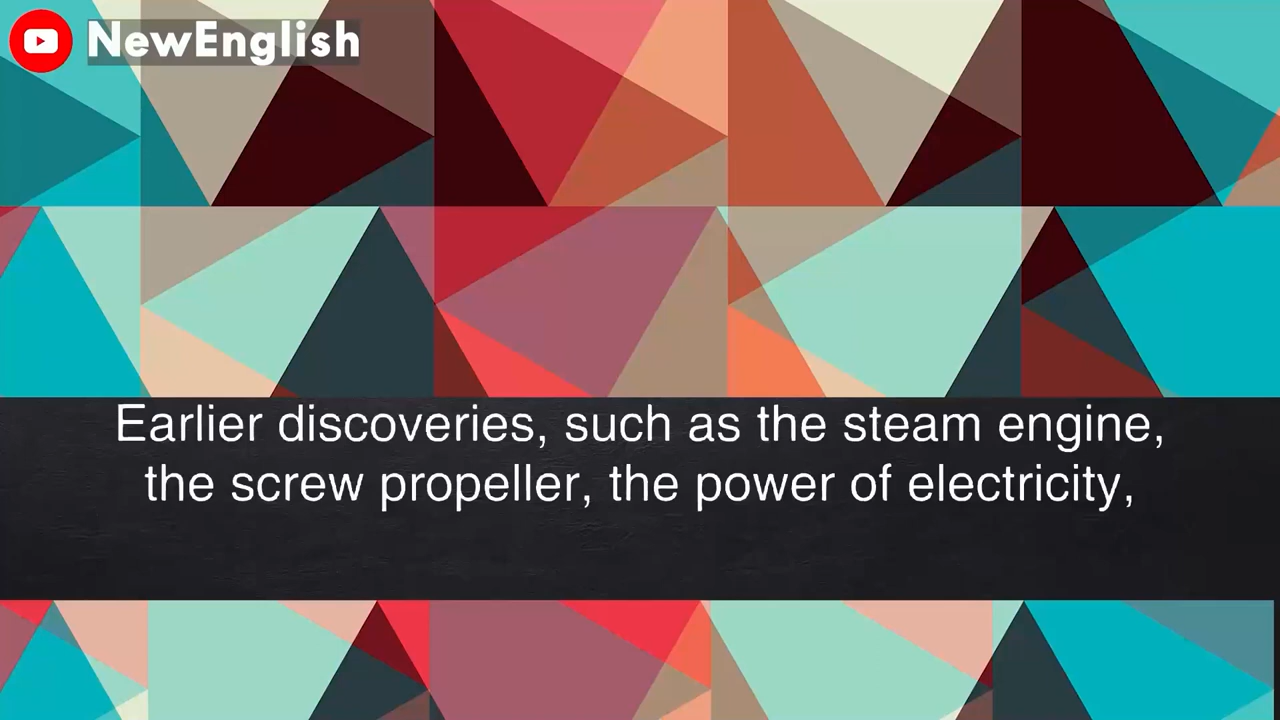 NewEnglish
Earlier discoveries, such as the steam engine,
the screw propeller, the power of electricity,